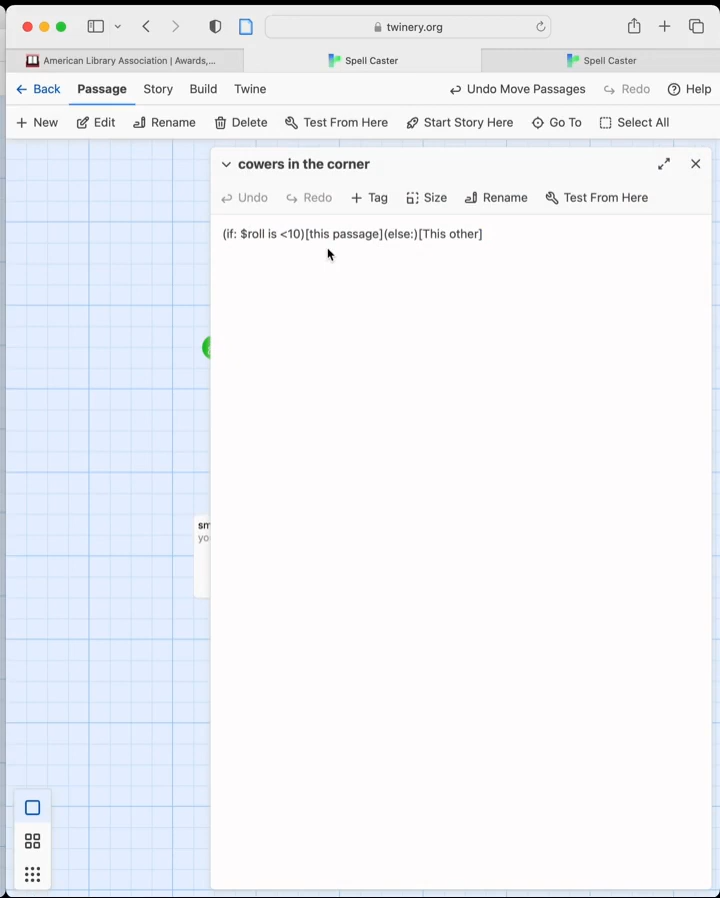 twinery.org
American Library Association | Awards,...
Spell Caster
Spell Caster
Back Passage Story Build Twine Undo Move Passages Redo Help
New Edit Rename Delete Test From Here Start Story Here Go To Select All
cowers in the corner
Undo Redo Tag Size Rename Test From Here
(if: $roll is <10)[this passage](else:)[This other]
sm
yo